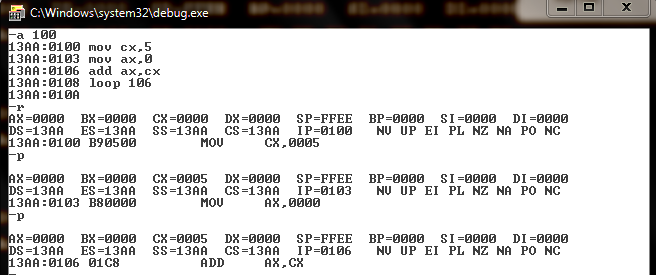 C:\Windows\system32\debug.exe
-a 100
13AA:0100 mov cx,5
13AA:0103 mov ax,0
13AA:0106 add ax,cx
13AA:0108 loop 106
13AA:010A
-r
AX=0000  BX=0000  CX=0000  DX=0000  SP=FFEE  BP=0000  SI=0000  DI=0000
DS=13AA  ES=13AA  SS=13AA  CS=13AA  IP=0100   NV UP EI PL NZ NA PO NC
13AA:0100 B90500        MOV     CX,0005
-p
AX=0000  BX=0000  CX=0005  DX=0000  SP=FFEE  BP=0000  SI=0000  DI=0000
DS=13AA  ES=13AA  SS=13AA  CS=13AA  IP=0103   NV UP EI PL NZ NA PO NC
13AA:0103 B80000        MOV     AX,0000
-p
AX=0000  BX=0000  CX=0005  DX=0000  SP=FFEE  BP=0000  SI=0000  DI=0000
DS=13AA  ES=13AA  SS=13AA  CS=13AA  IP=0106   NV UP EI PL NZ NA PO NC
13AA:0106 01C8          ADD     AX,CX